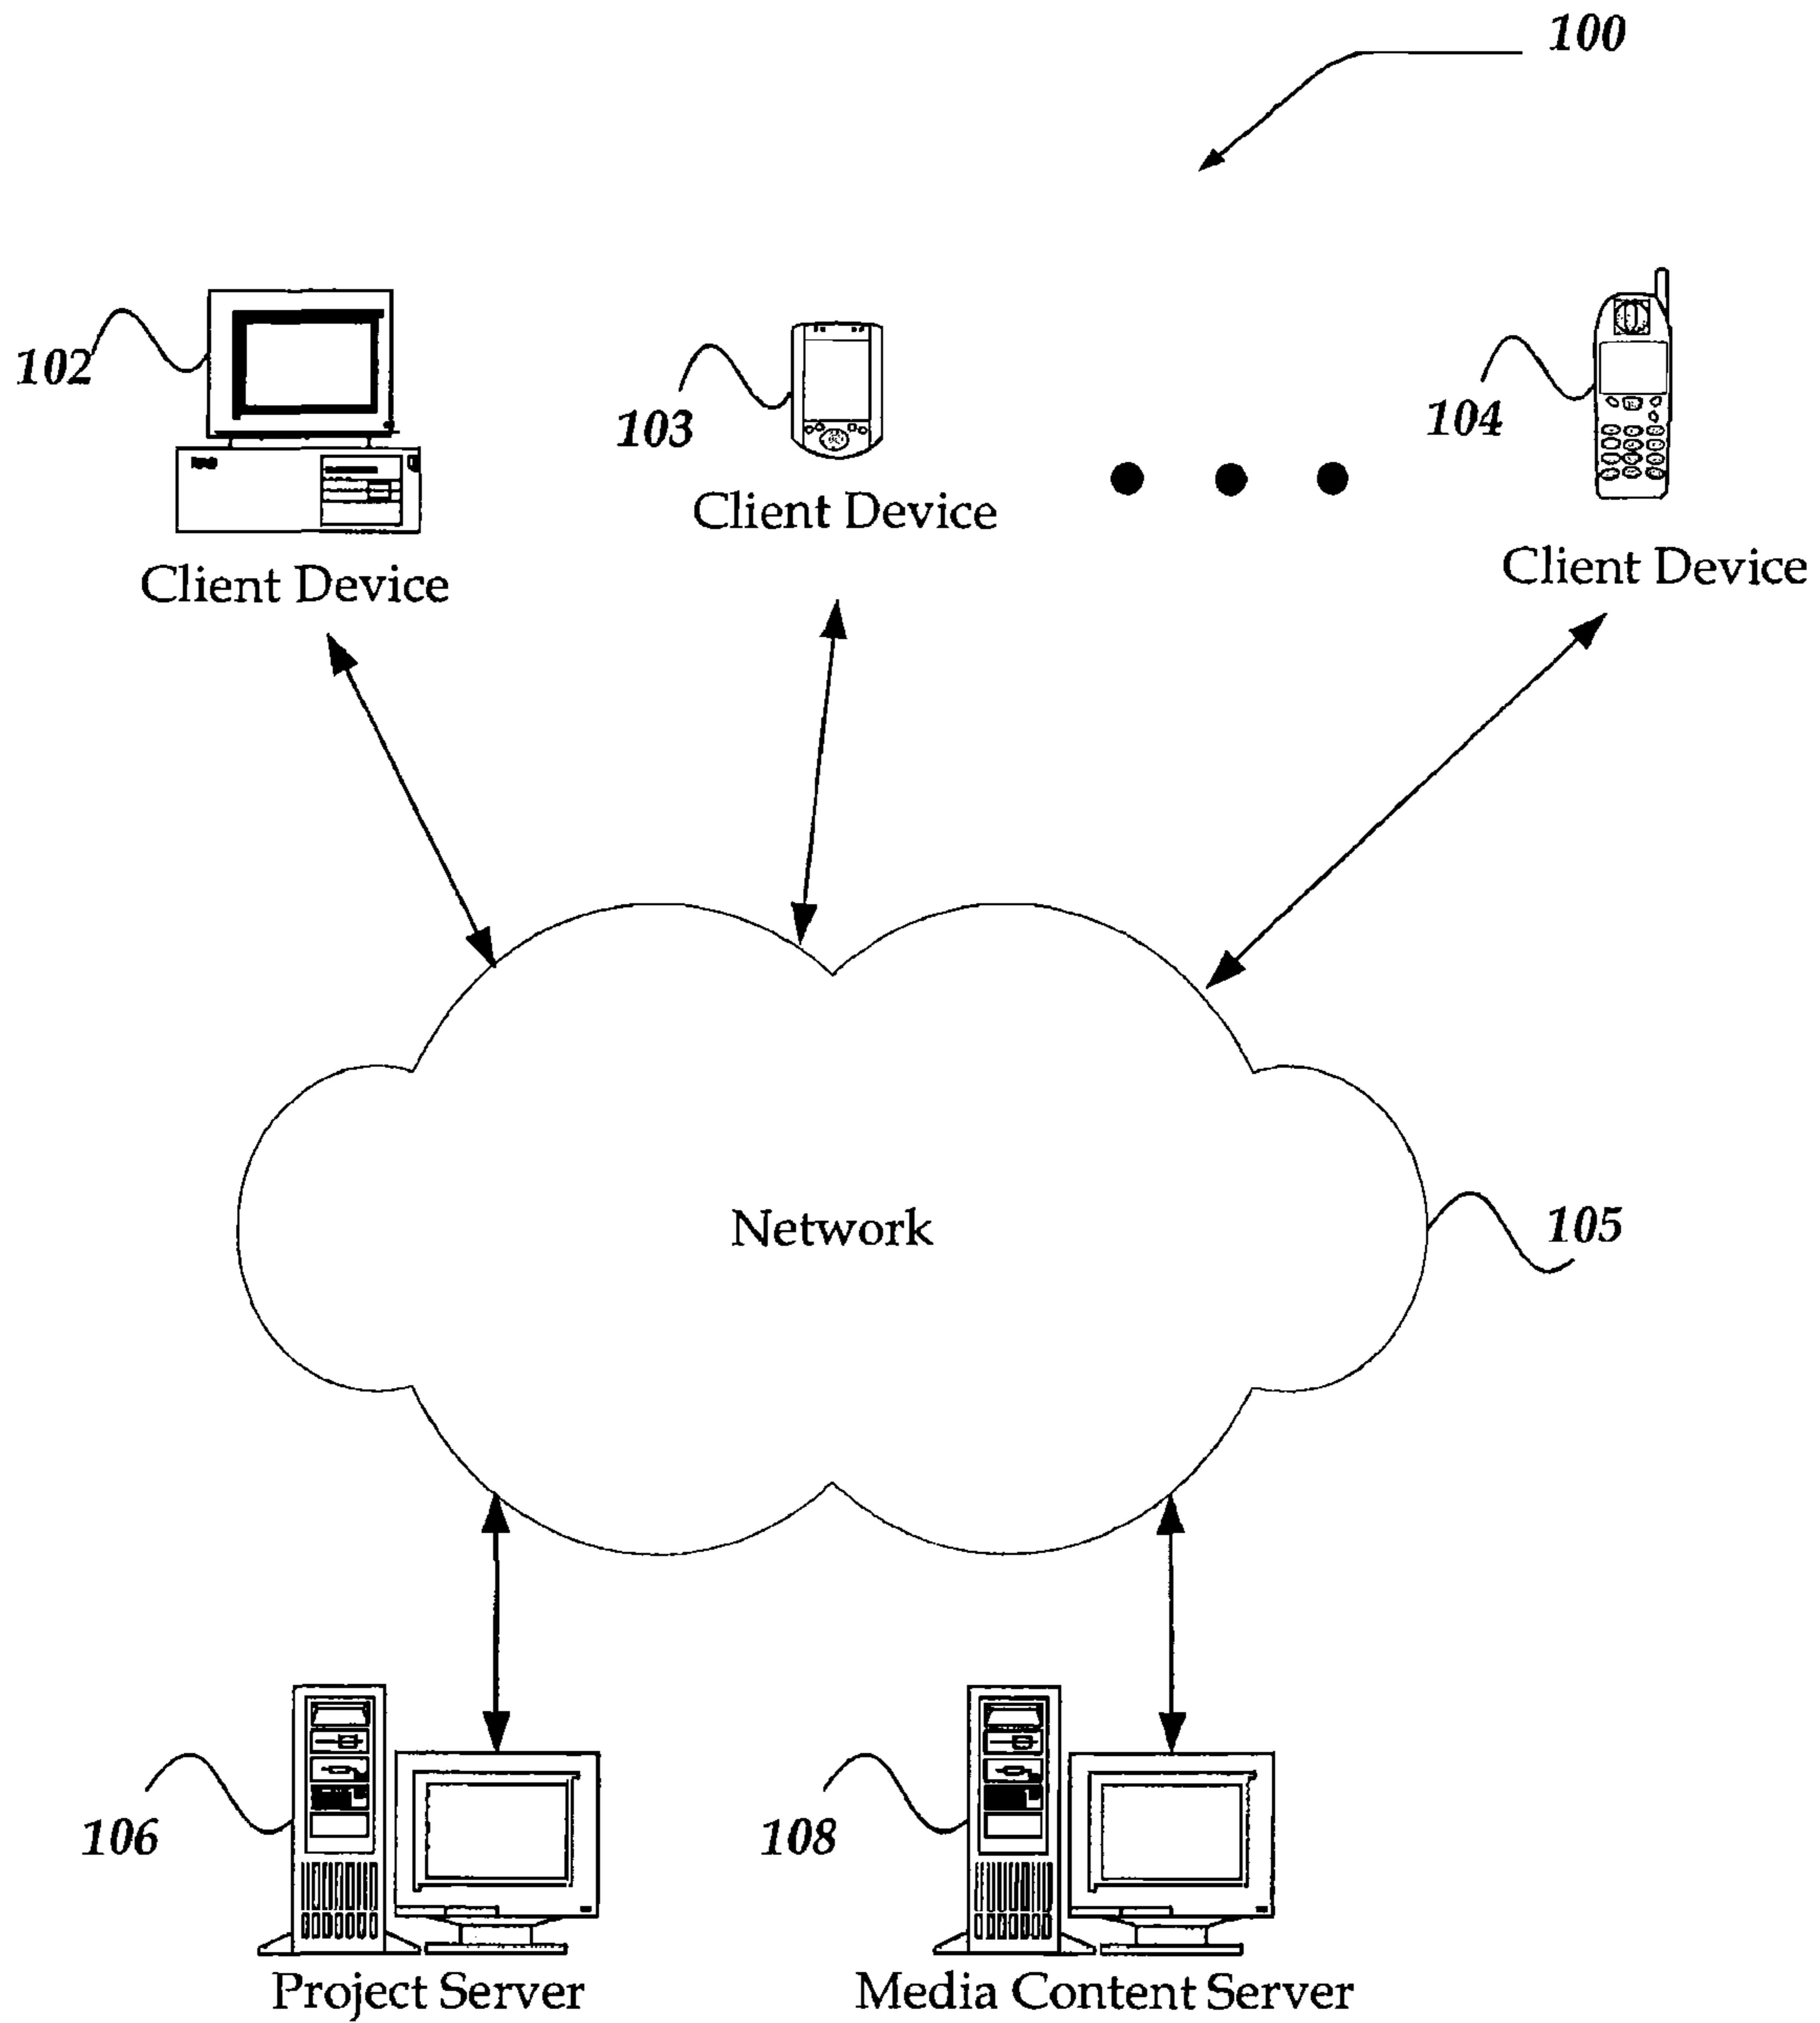 100
102
103
104
Client Device
Client Device
Client Device
Network
105
106
108
Project Server
Media Content Server